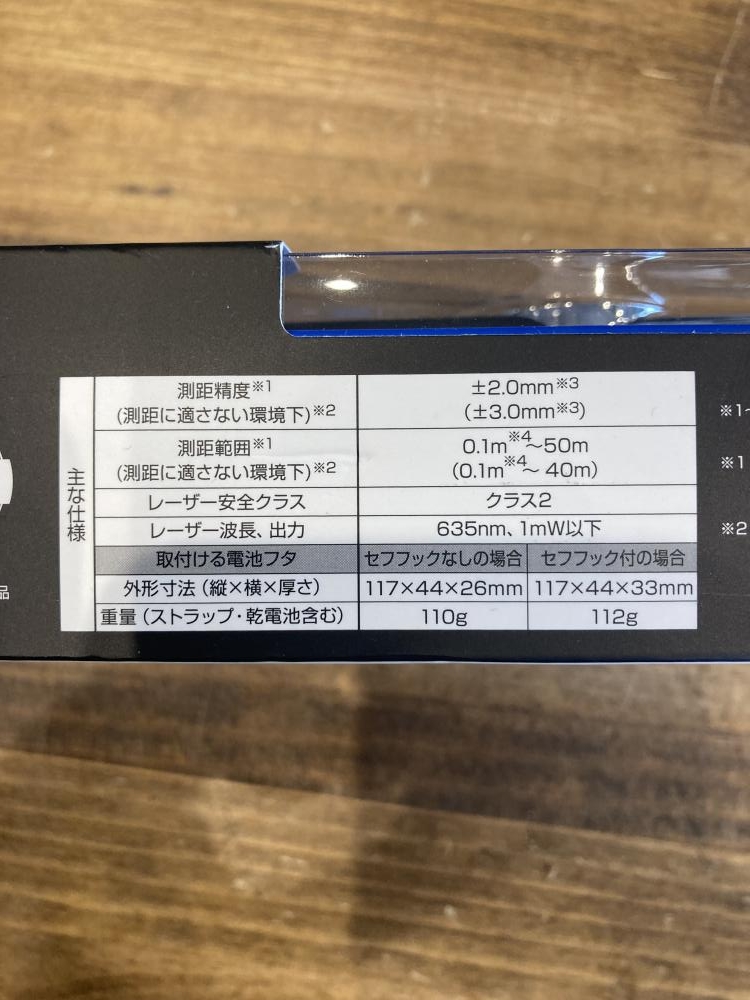 主な仕様
測距精度※1 ±2.0mm※3
(測距に適さない環境下)※2 (±3.0mm※3)
測距範囲※1 0.1m※4〜50m
(測距に適さない環境下)※2 (0.1m※4〜40m)
レーザー安全クラス クラス2
レーザー波長、出力 635nm、1mW以下
取付ける電池フタ セフフックなしの場合 セフフック付の場合
外形寸法(縦×横×厚さ) 117×44×26mm 117×44×33mm
重量(ストラップ・乾電池含む) 110g 112g
※1~
※1
※2
品